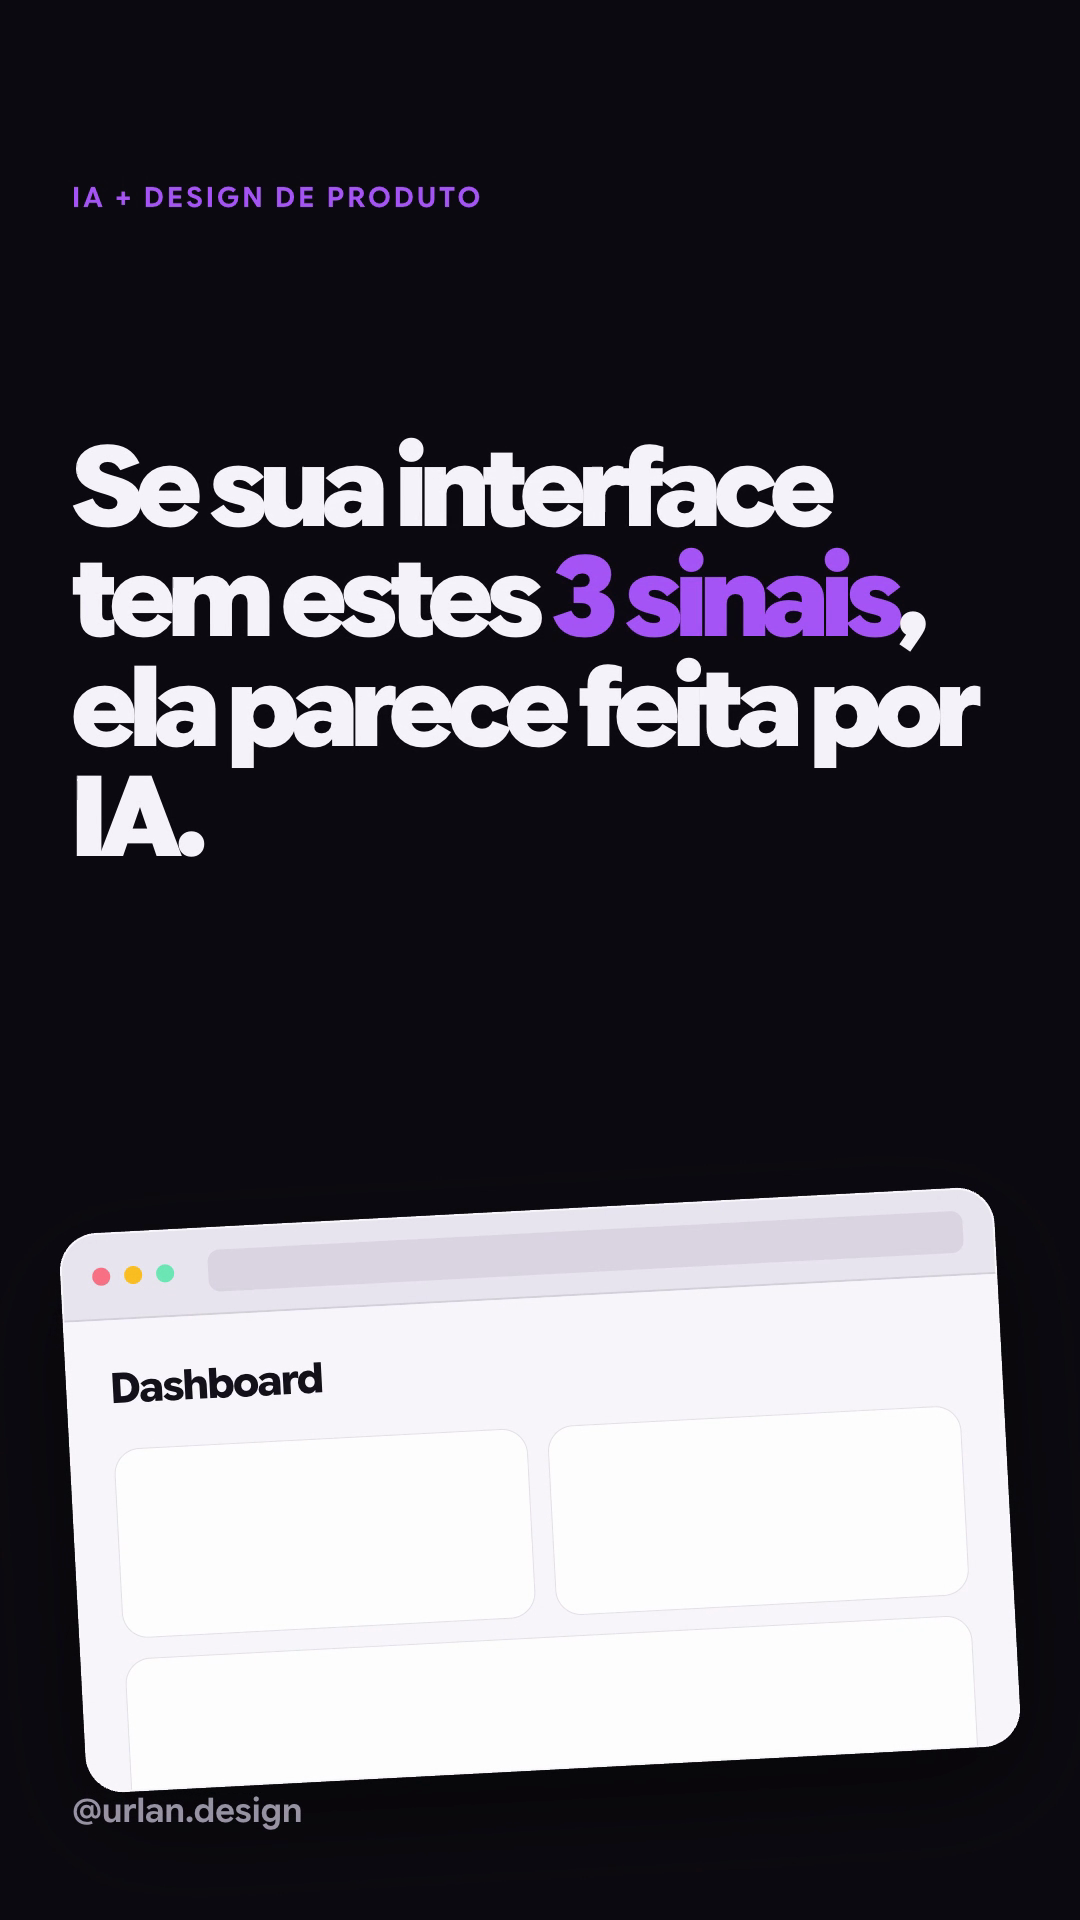 IA + DESIGN DE PRODUTO
Se sua interface
tem estes 3 sinais,
ela parece feita por
IA.
Dashboard
@urlan.design